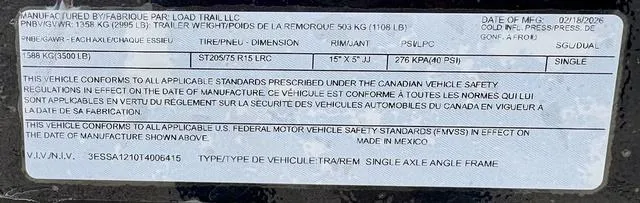 MANUFACTURED BY/FABRIQUE PAR: LOAD TRAIL LLC DATE OF MFG: 02/18/2026
PNBV/GVWR: 1358 KG (2995 LB) TRAILER WEIGHT/POIDS DE LA REMORQUE 503 KG (1108 LB) COLD INFL. PRESS/PRESS. DE
GONF. A FROID
PNBE/GAWR - EACH AXLE/CHAQUE ESSIEU TIRE/PNEU - DIMENSION RIM/JANT PSI/LPC SGL/DUAL
1588 KG(3500 LB) ST205/75 R15 LRC 15" X 5" JJ 276 KPA(40 PSI) SINGLE
THIS VEHICLE CONFORMS TO ALL APPLICABLE STANDARDS PRESCRIBED UNDER THE CANADIAN VEHICLE SAFETY
REGULATIONS IN EFFECT ON THE DATE OF MANUFACTURE. CE VÉHICULE EST CONFORME À TOUTES LES NORMES QUI LUI
SONT APPLICABLES EN VERTU DU RÈGLEMENT SUR LA SÉCURITÉ DES VÉHICULES AUTOMOBILES DU CANADA EN VIGUEUR A
LA DATE DE SA FABRICATION.
THIS VEHICLE CONFORMS TO ALL APPLICABLE U.S. FEDERAL MOTOR VEHICLE SAFETY STANDARDS (FMVSS) IN EFFECT ON
THE DATE OF MANUFACTURE SHOWN ABOVE. MADE IN MEXICO
V.I.V./N.I.V. 3ESSA1210T4006415 TYPE/TYPE DE VEHICULE:TRA/REM SINGLE AXLE ANGLE FRAME